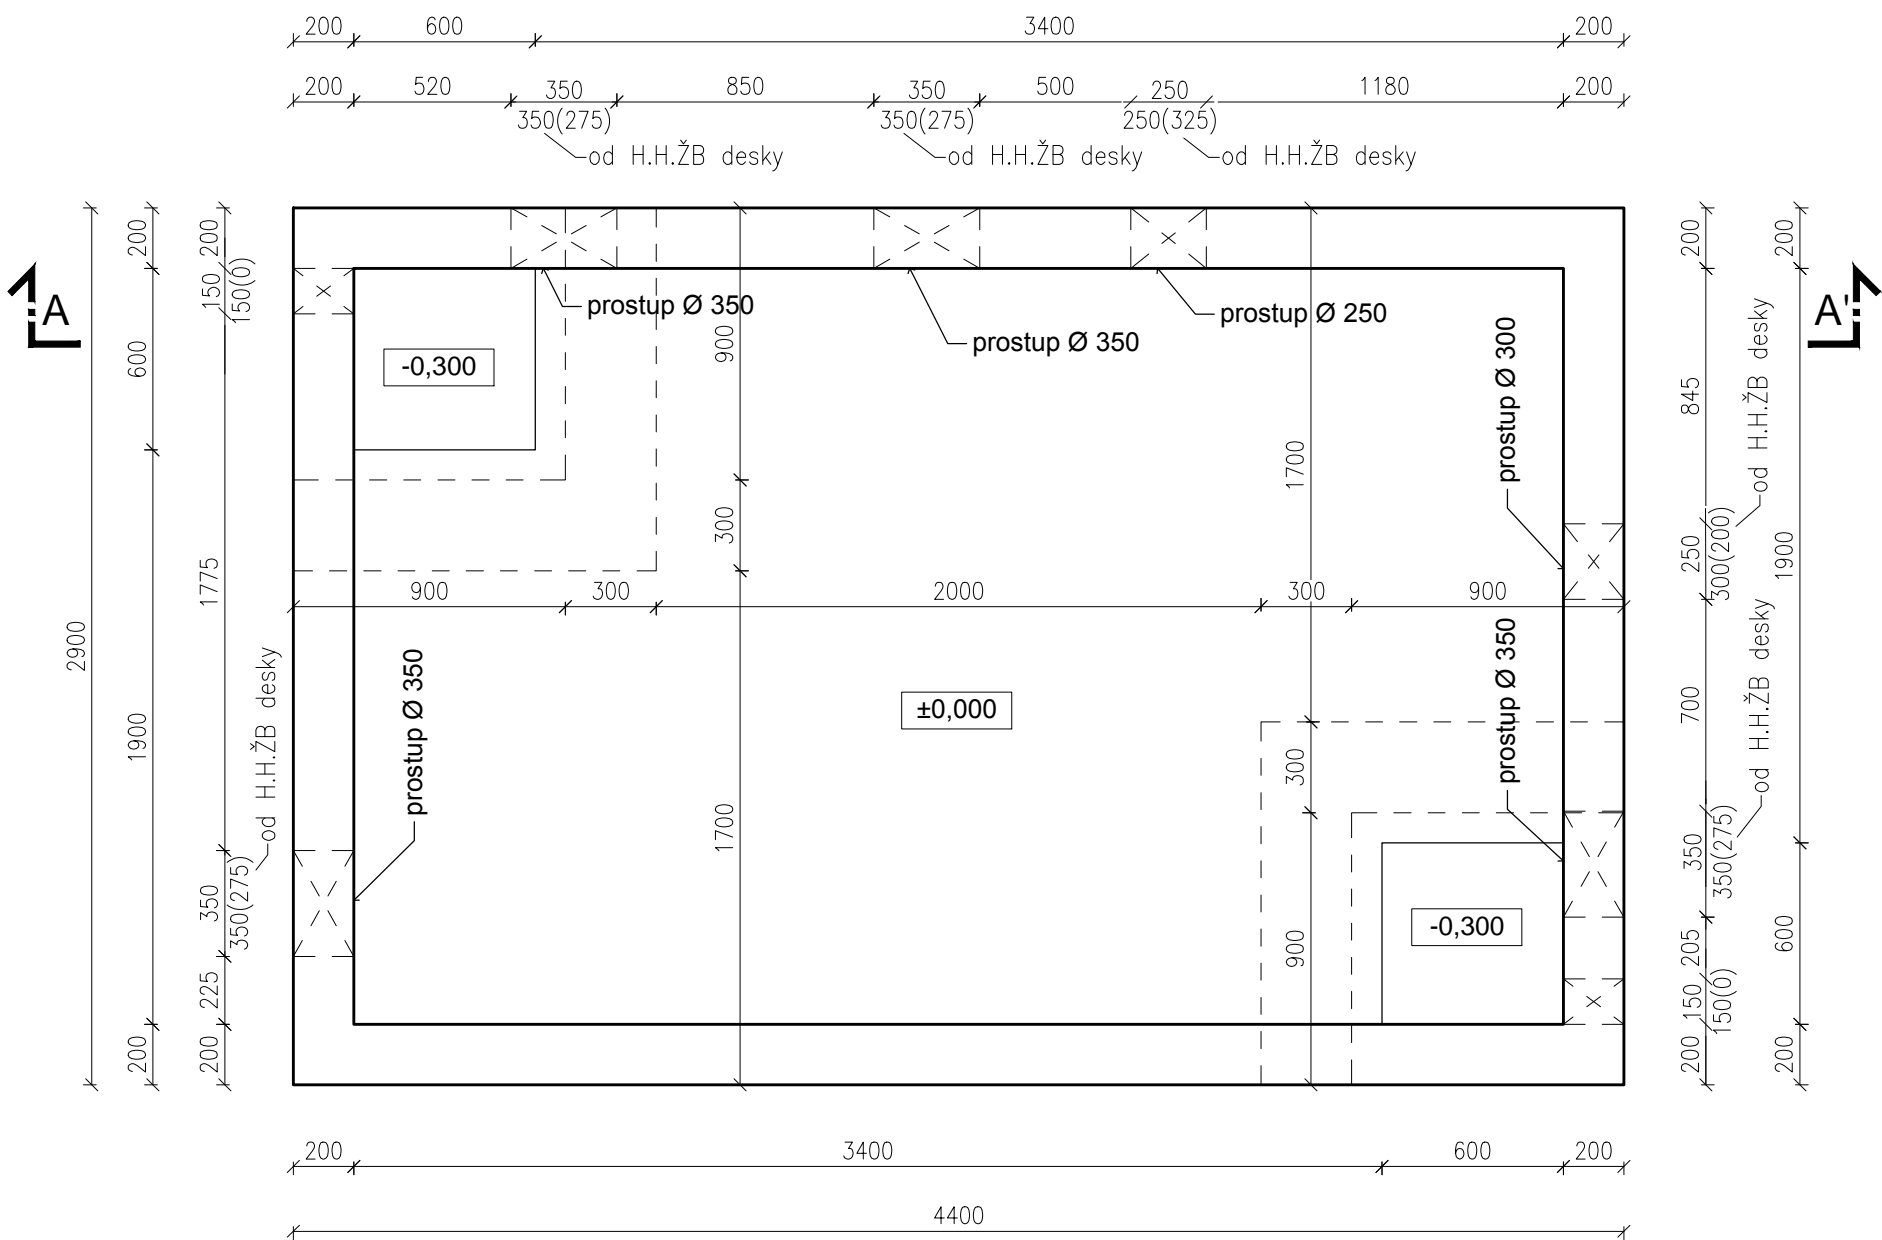 200 600 3400 200
200 520 350 850 350 500 250 1180 200
350(275) 350(275) 250(325)
od H.H.ŽB desky od H.H.ŽB desky od H.H.ŽB desky
2900
200
600
1900
200
200
150
150(0)
1775
350
350(275)
225
200
od H.H.ŽB desky
A
A'
prostup Ø 350
prostup Ø 350
prostup Ø 250
-0,300
900
300
1700
1700
300
900
prostup Ø 300
900 300 2000 300 900
prostup Ø 350
±0,000
prostup Ø 350
-0,300
200
845
250
300(200)
od H.H.ŽB desky
700
350
350(275)
od H.H.ŽB desky
205
150
150(0)
200
200
1900
600
200
200 3400 600 200
4400